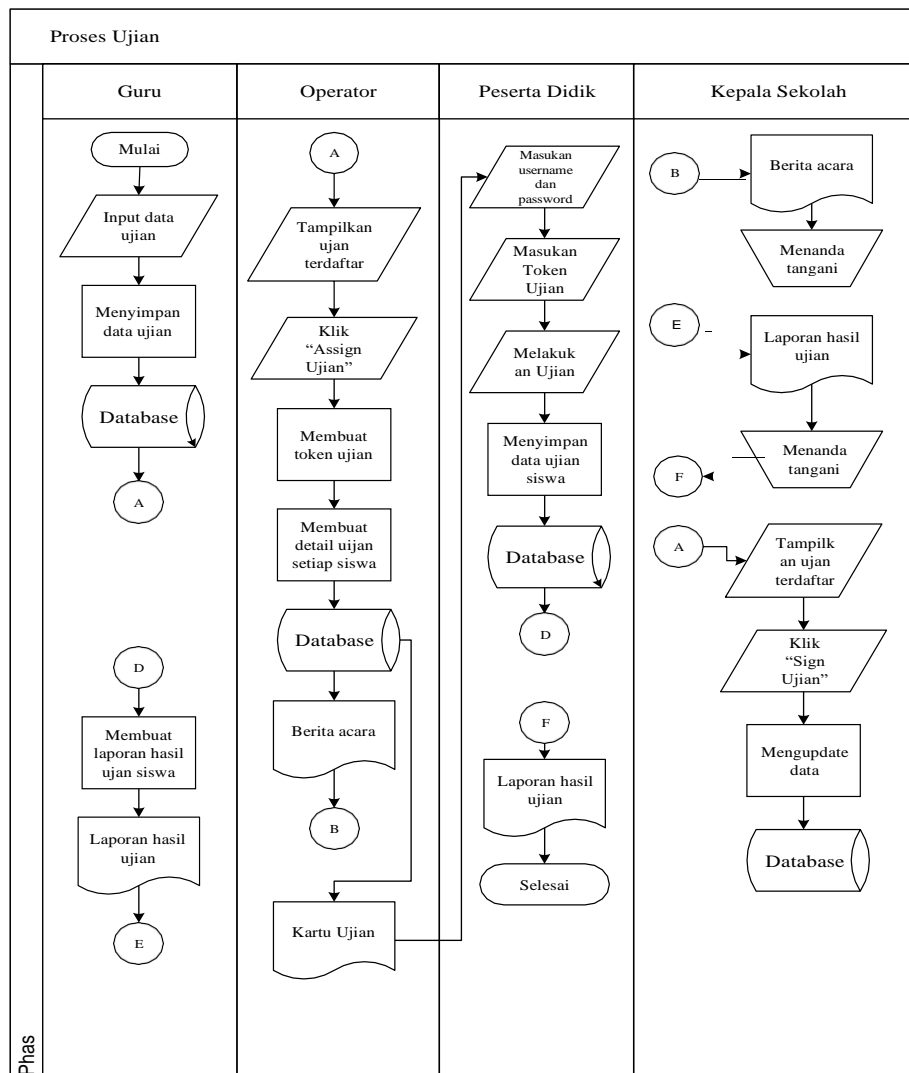 Proses Ujian
Phas
Guru
Operator
Peserta Didik
Kepala Sekolah
Mulai
Input data
ujian
Menyimpan
data ujian
Database
A
D
Membuat
laporan hasil
ujan siswa
Laporan hasil
ujian
E
A
Tampilkan
ujan
terdaftar
Klik
“Assign
Ujian”
Membuat
token ujian
Membuat
detail uijan
setiap siswa
Database
Berita acara
B
Kartu Ujian
Masukan
username
dan
password
Masukan
Token
Ujian
Melakuk
an Ujian
Menyimpan
data ujian
siswa
Database
D
F
Laporan hasil
ujian
Selesai
B
Berita acara
Menanda
tangani
E
Laporan hasil
ujian
Menanda
tangani
F
A
Tampilk
an ujan
terdaftar
Klik
“Sign
Ujian”
Mengupdate
data
Database